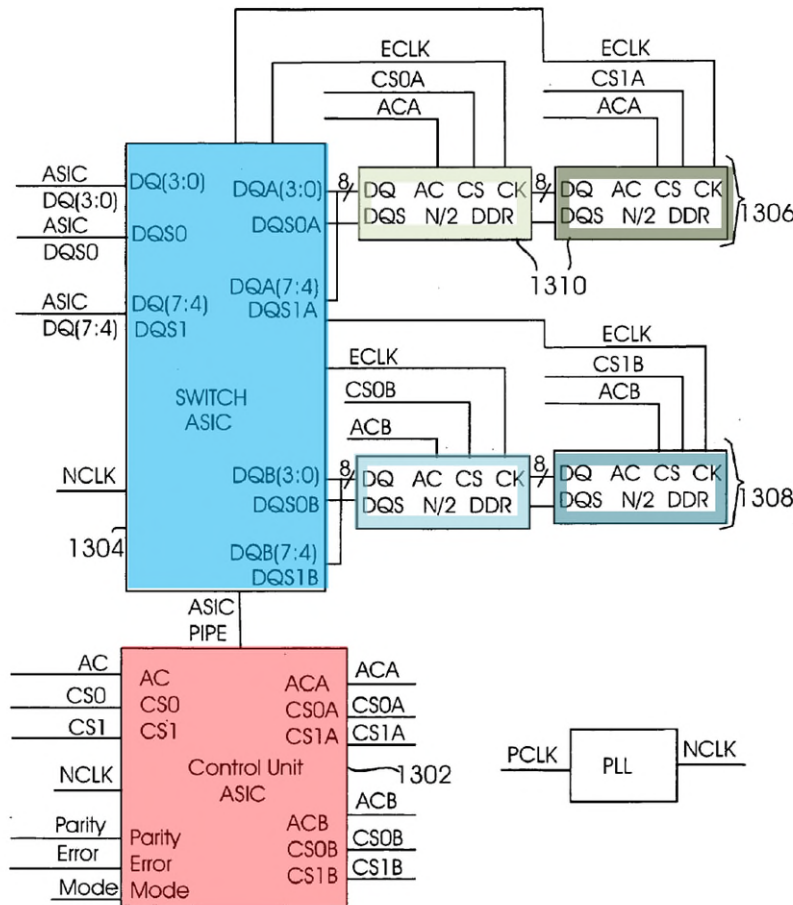 ECLK
ECLK
CS0A
CS1A
ACA
ACA
ASIC
DQ(3:0)
DQ(3:0)
DQA(3:0)
8
DQ AC CS CK
8
DQ AC CS CK
DQS N/2 DDR
DQS N/2 DDR
1306
ASIC
DQS0
DQS0
DQS0A
1310
ASIC
DQ(7:4)
DQ(7:4)
DQS1
DQA(7:4)
DQS1A
ECLK
ECLK
CS1B
CS0B
ACB
ACB
SWITCH
ASIC
NCLK
DQB(3:0)
8
DQ AC CS CK
8
DQ AC CS CK
DQS0B
DQS N/2 DDR
DQS N/2 DDR
1308
1304
DQB(7:4)
DQS1B
ASIC
PIPE
AC
AC
ACA
ACA
CS0
CS0
CS0A
CS0A
CS1
CS1
CS1A
CS1A
NCLK
Control Unit
ASIC
1302
PCLK
PLL
NCLK
ACB
ACB
Parity
Parity
CS0B
CS0B
Error
Error
CS1B
CS1B
Mode
Mode